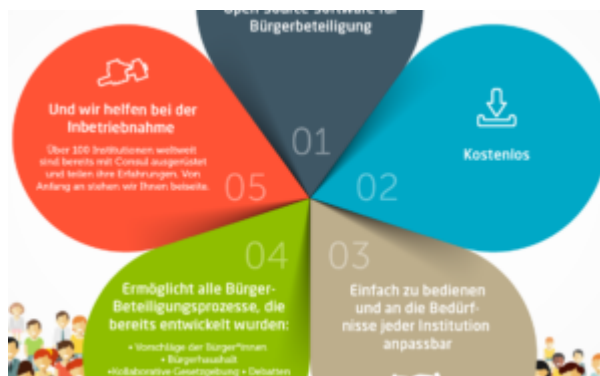 Open-Source Software für
Bürgerbeteiligung
01
Kostenlos
02
Einfach zu bedienen
und an die Bedürf-
nisse jeder Institution
anpassbar
03
04
Ermöglicht alle Bürger-
Beteiligungsprozesse, die
bereits entwickelt wurden:
• Vorschläge der Bürger*innen
• Bürgerhaushalt
•Kollaborative Gesetzgebung • Debatten
05
Und wir helfen bei der
Inbetriebnahme
Über 100 Institutionen weltweit
sind bereits mit Consul ausgerüstet
und teilen ihre Erfahrungen. Von
Anfang an stehen wir Ihnen beiseite.